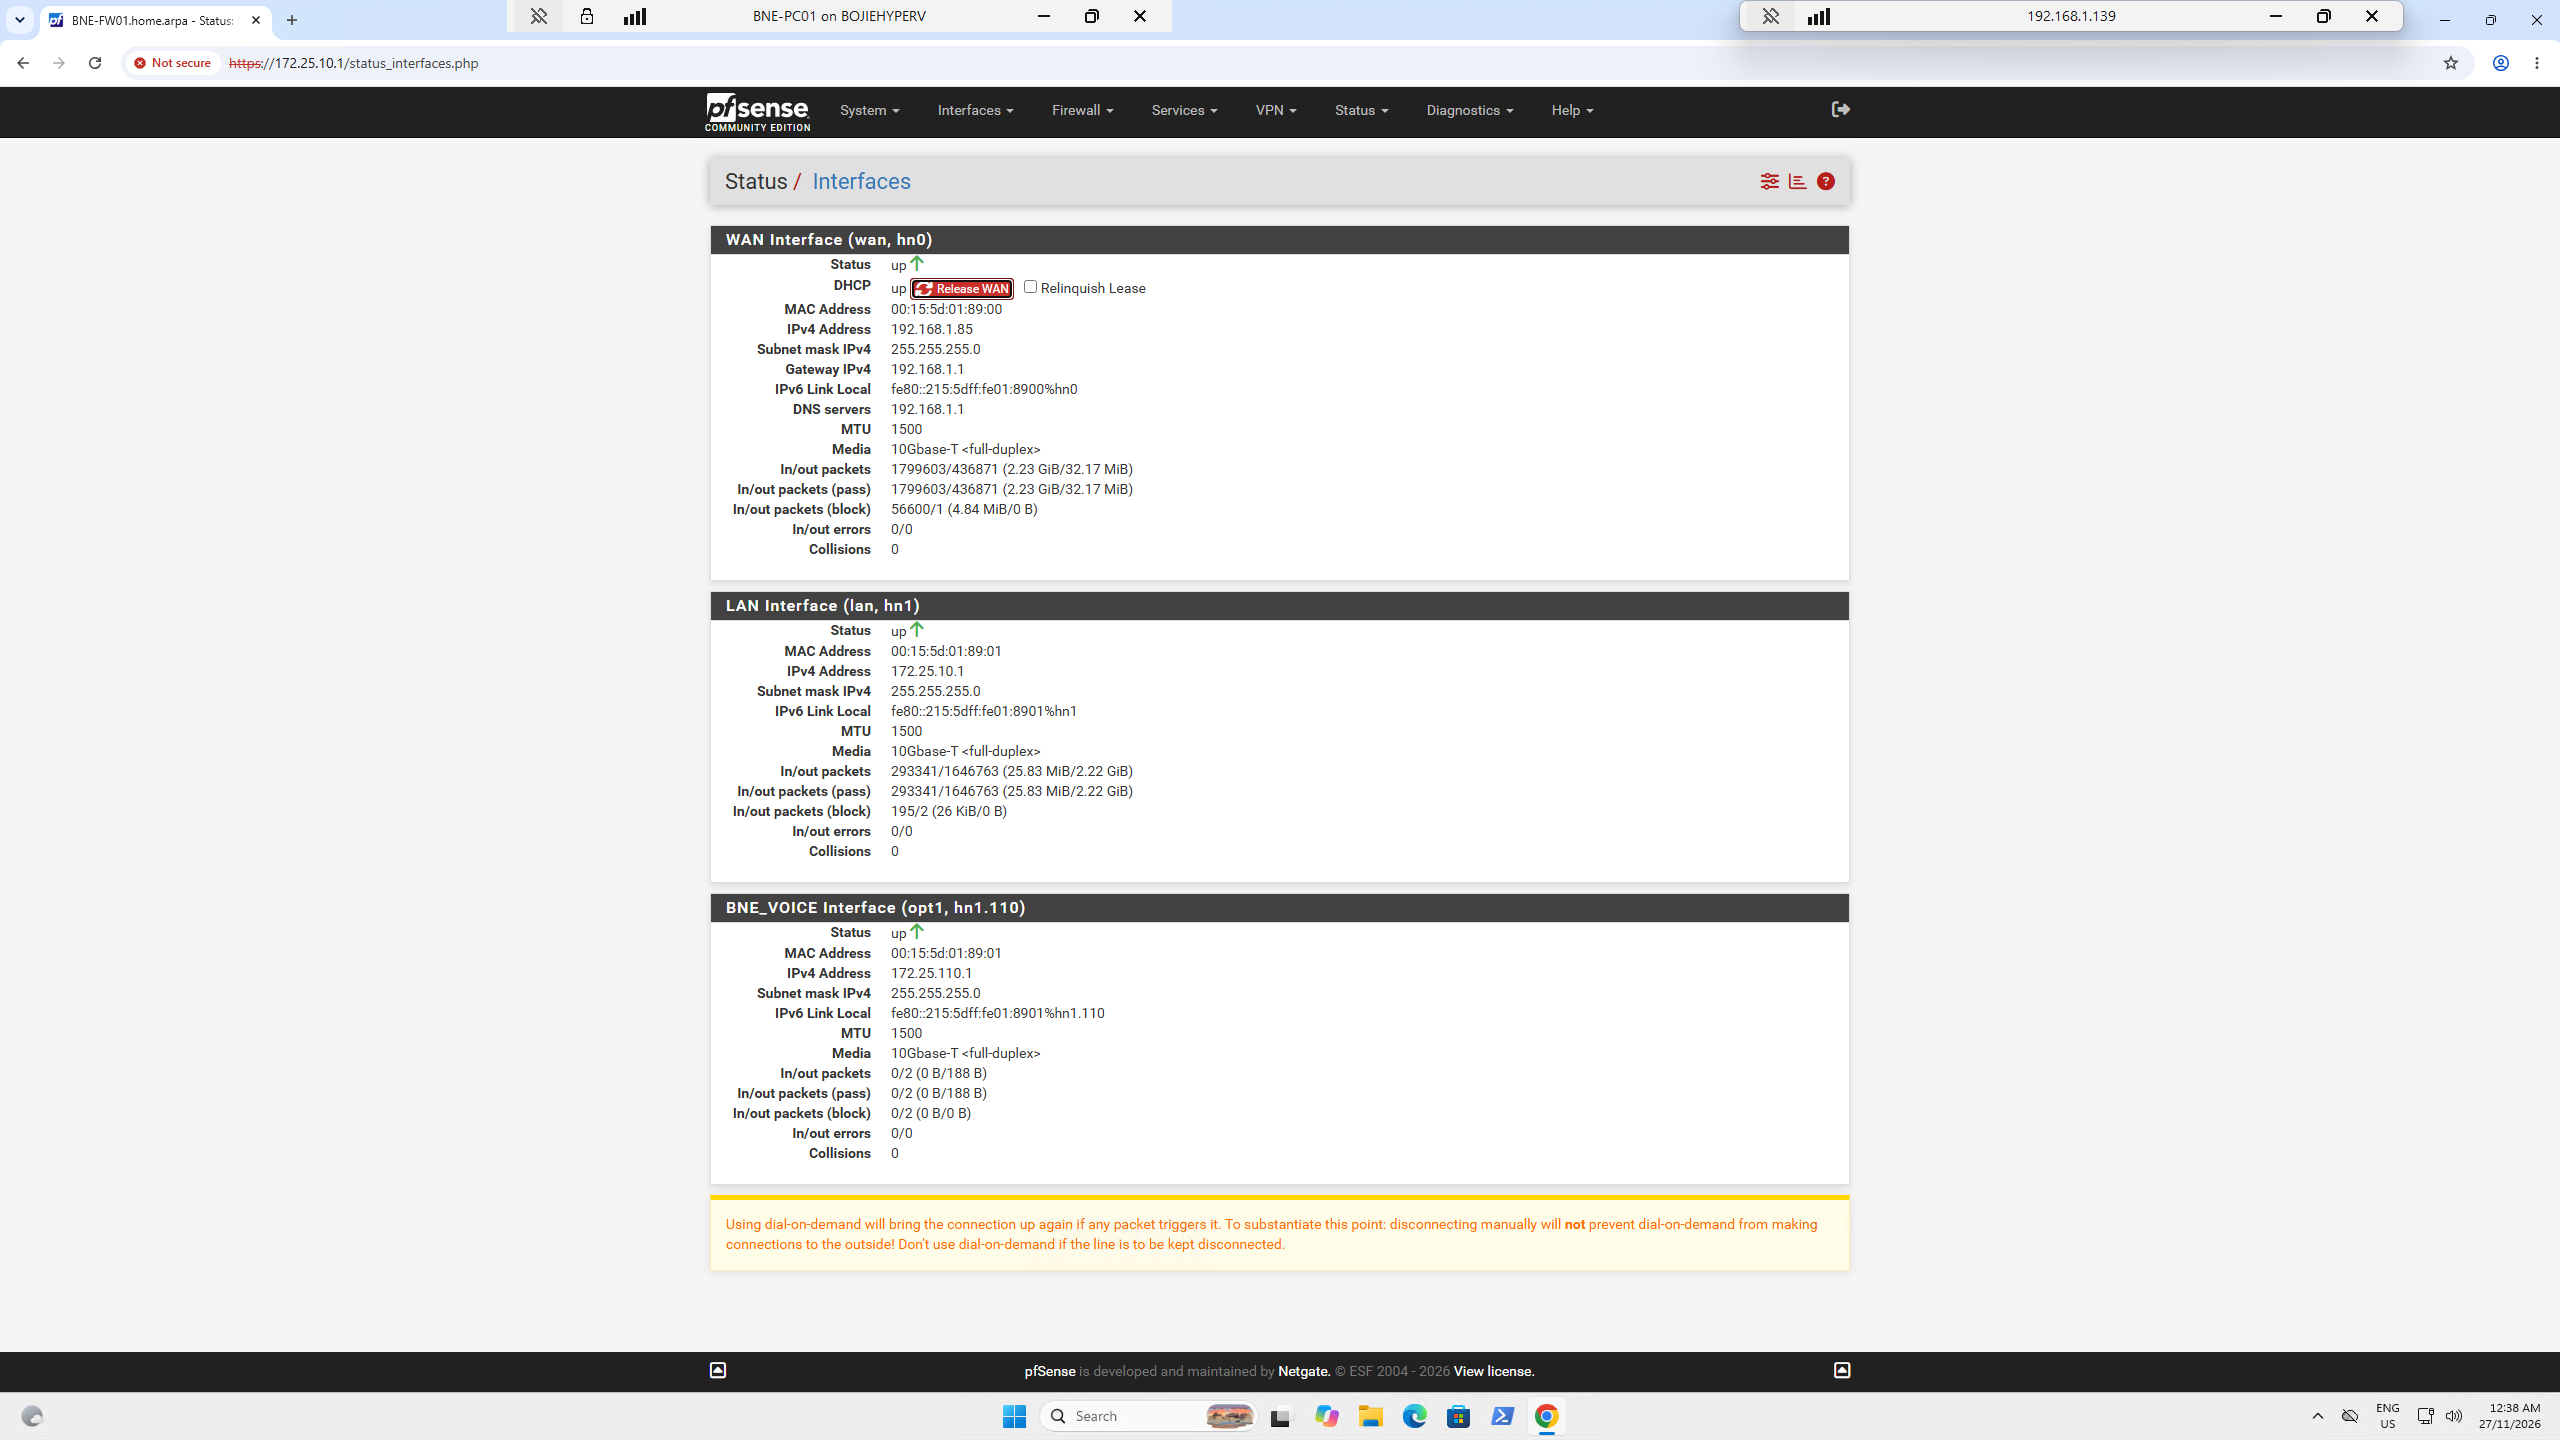 BNE-FW01.home.arpa - Status:
BNE-PC01 on BOJIEHYPERV
192.168.1.139
Not secure https://172.25.10.1/status_interfaces.php
pfsense COMMUNITY EDITION System Interfaces Firewall Services VPN Status Diagnostics Help
Status / Interfaces
WAN Interface (wan, hn0)
Status up
DHCP up Release WAN Relinquish Lease
MAC Address 00:15:5d:01:89:00
IPv4 Address 192.168.1.85
Subnet mask IPv4 255.255.255.0
Gateway IPv4 192.168.1.1
IPv6 Link Local fe80::215:5dff:fe01:8900%hn0
DNS servers 192.168.1.1
MTU 1500
Media 10Gbase-T <full-duplex>
In/out packets 1799603/436871 (2.23 GiB/32.17 MiB)
In/out packets (pass) 1799603/436871 (2.23 GiB/32.17 MiB)
In/out packets (block) 56600/1 (4.84 MiB/0 B)
In/out errors 0/0
Collisions 0
LAN Interface (lan, hn1)
Status up
MAC Address 00:15:5d:01:89:01
IPv4 Address 172.25.10.1
Subnet mask IPv4 255.255.255.0
IPv6 Link Local fe80::215:5dff:fe01:8901%hn1
MTU 1500
Media 10Gbase-T <full-duplex>
In/out packets 293341/1646763 (25.83 MiB/2.22 GiB)
In/out packets (pass) 293341/1646763 (25.83 MiB/2.22 GiB)
In/out packets (block) 195/2 (26 KiB/0 B)
In/out errors 0/0
Collisions 0
BNE_VOICE Interface (opt1, hn1.110)
Status up
MAC Address 00:15:5d:01:89:01
IPv4 Address 172.25.110.1
Subnet mask IPv4 255.255.255.0
IPv6 Link Local fe80::215:5dff:fe01:8901%hn1.110
MTU 1500
Media 10Gbase-T <full-duplex>
In/out packets 0/2 (0 B/188 B)
In/out packets (pass) 0/2 (0 B/188 B)
In/out packets (block) 0/2 (0 B/0 B)
In/out errors 0/0
Collisions 0
Using dial-on-demand will bring the connection up again if any packet triggers it. To substantiate this point: disconnecting manually will not prevent dial-on-demand from making
connections to the outside! Don't use dial-on-demand if the line is to be kept disconnected.
pfSense is developed and maintained by Netgate. © ESF 2004 - 2026 View license.
Search
ENG
US
12:38 AM
27/11/2026